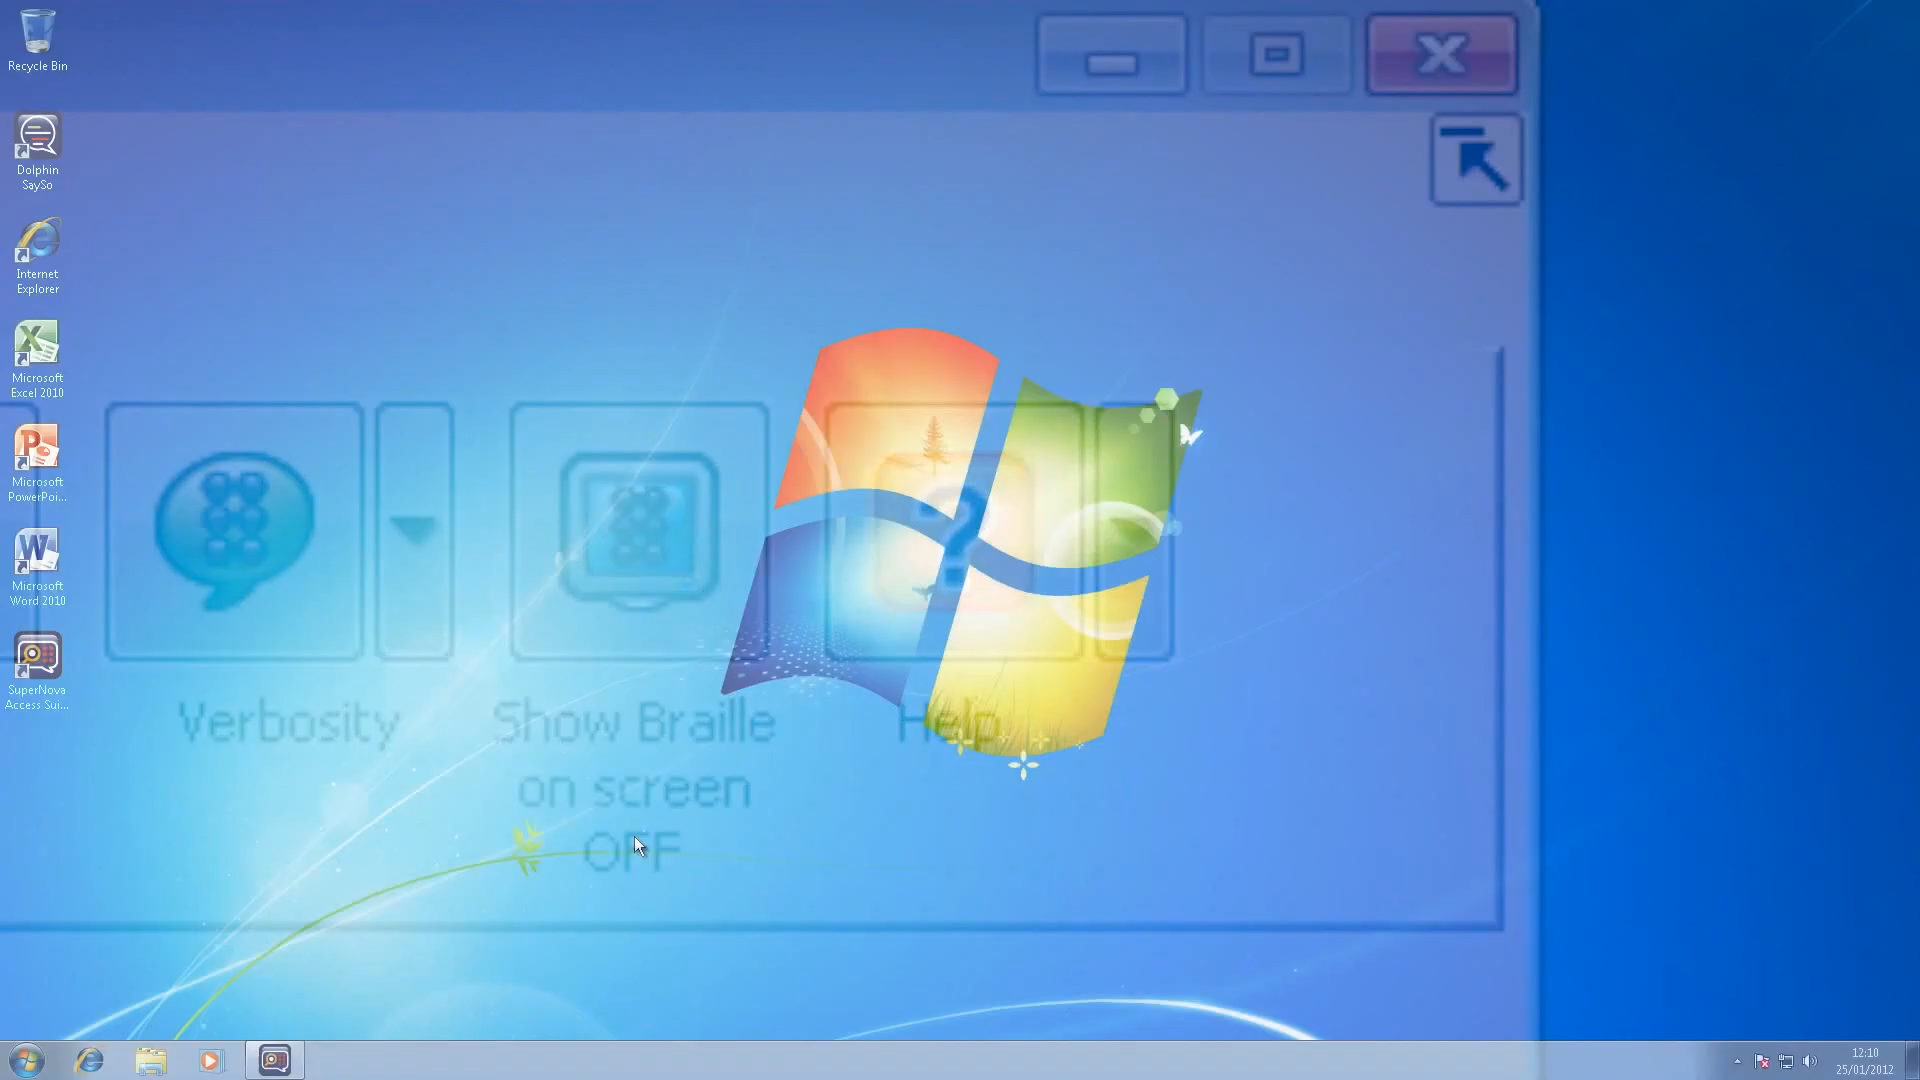 Recycle Bin
Dolphin
SaySo
Internet
Explorer
Microsoft
Excel 2010
Microsoft
PowerPoi...
Microsoft
Word 2010
SuperNova
Access Sui...
Verbosity
Show Braille
on screen
OFF
Help
12:10
25/01/2012